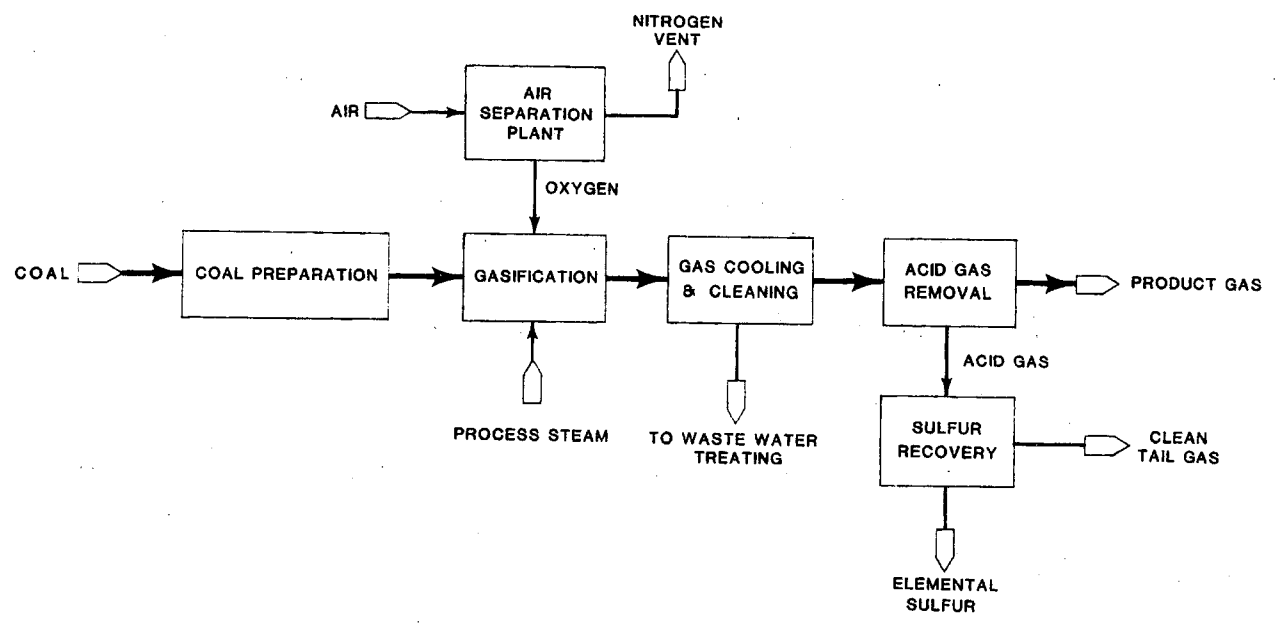 NITROGEN
VENT
AIR
AIR
SEPARATION
PLANT
OXYGEN
COAL
COAL PREPARATION
GASIFICATION
GAS COOLING
& CLEANING
ACID GAS
REMOVAL
PRODUCT GAS
ACID GAS
PROCESS STEAM
TO WASTE WATER
TREATING
SULFUR
RECOVERY
CLEAN
TAIL GAS
ELEMENTAL
SULFUR